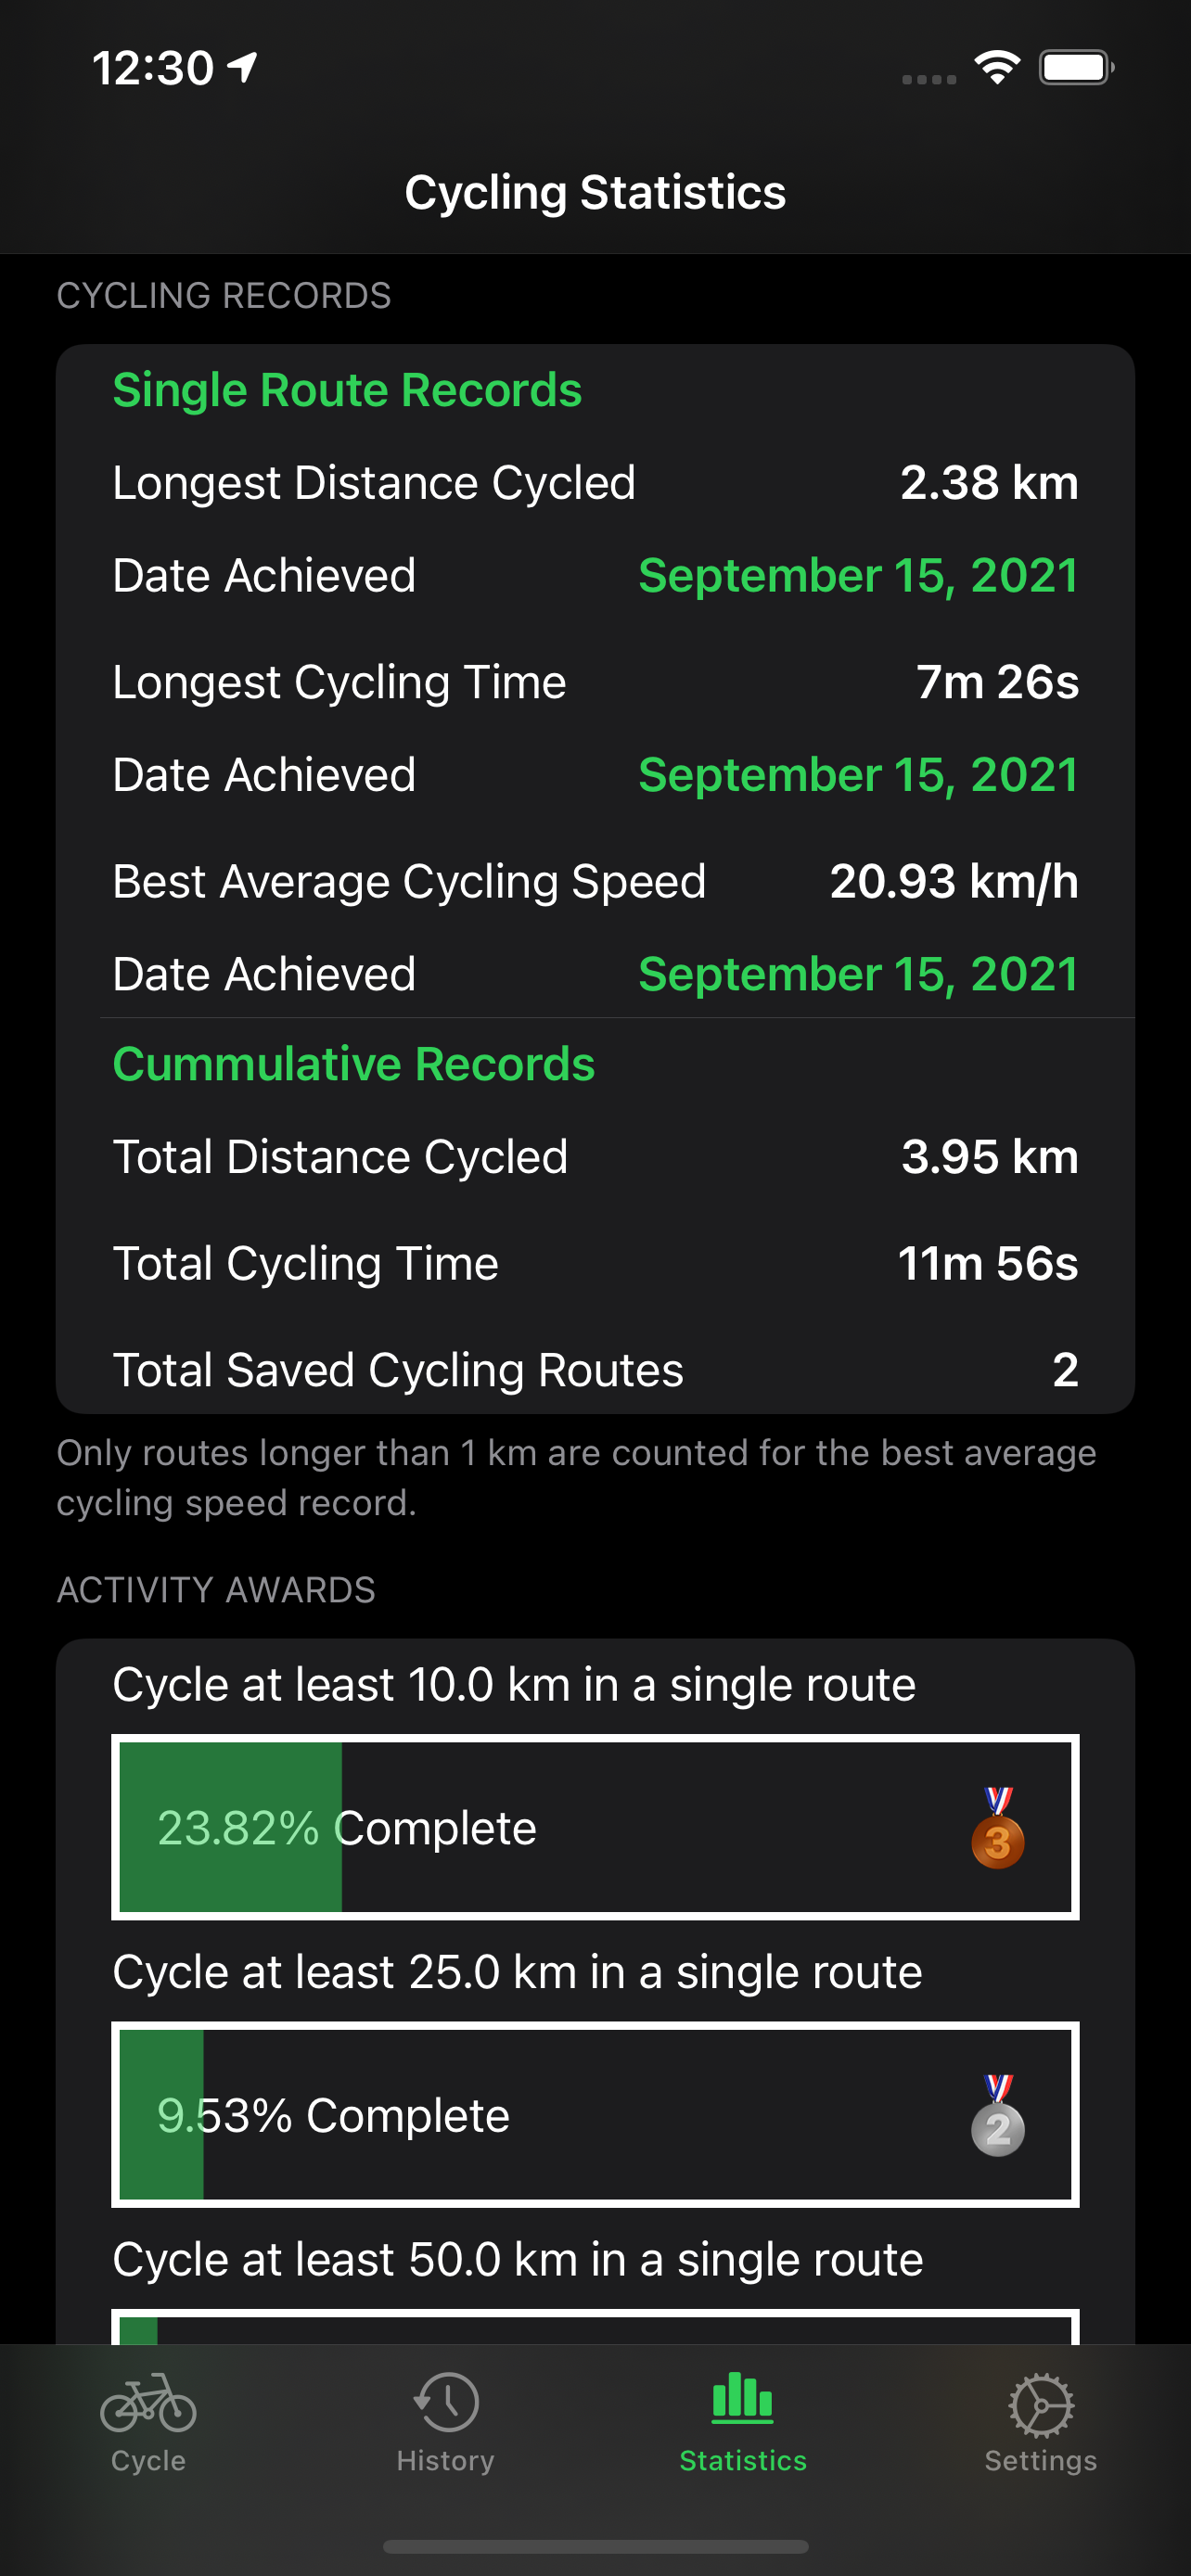 12:30
Cycling Statistics
CYCLING RECORDS
Single Route Records
Longest Distance Cycled 2.38 km
Date Achieved September 15, 2021
Longest Cycling Time 7m 26s
Date Achieved September 15, 2021
Best Average Cycling Speed 20.93 km/h
Date Achieved September 15, 2021
Cummulative Records
Total Distance Cycled 3.95 km
Total Cycling Time 11m 56s
Total Saved Cycling Routes 2
Only routes longer than 1 km are counted for the best average
cycling speed record.
ACTIVITY AWARDS
Cycle at least 10.0 km in a single route
23.82% Complete 3
Cycle at least 25.0 km in a single route
9.53% Complete 2
Cycle at least 50.0 km in a single route
Cycle History Statistics Settings